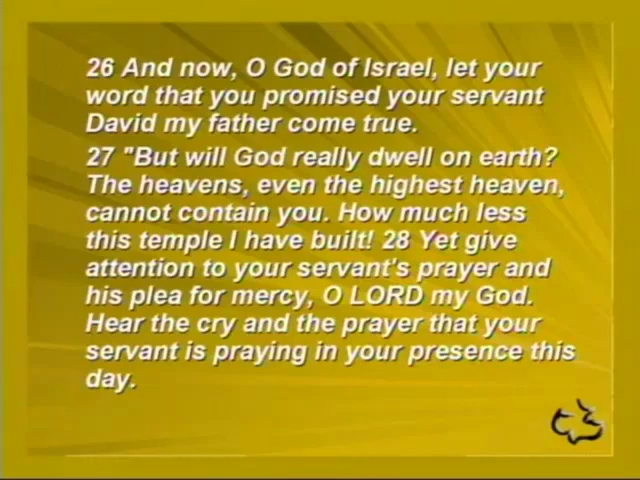 26 And now, O God of Israel, let your
word that you promised your servant
David my father come true.
27 "But will God really dwell on earth?
The heavens, even the highest heaven,
cannot contain you. How much less
this temple I have built! 28 Yet give
attention to your servant's prayer and
his plea for mercy, O LORD my God.
Hear the cry and the prayer that your
servant is praying in your presence this
day.